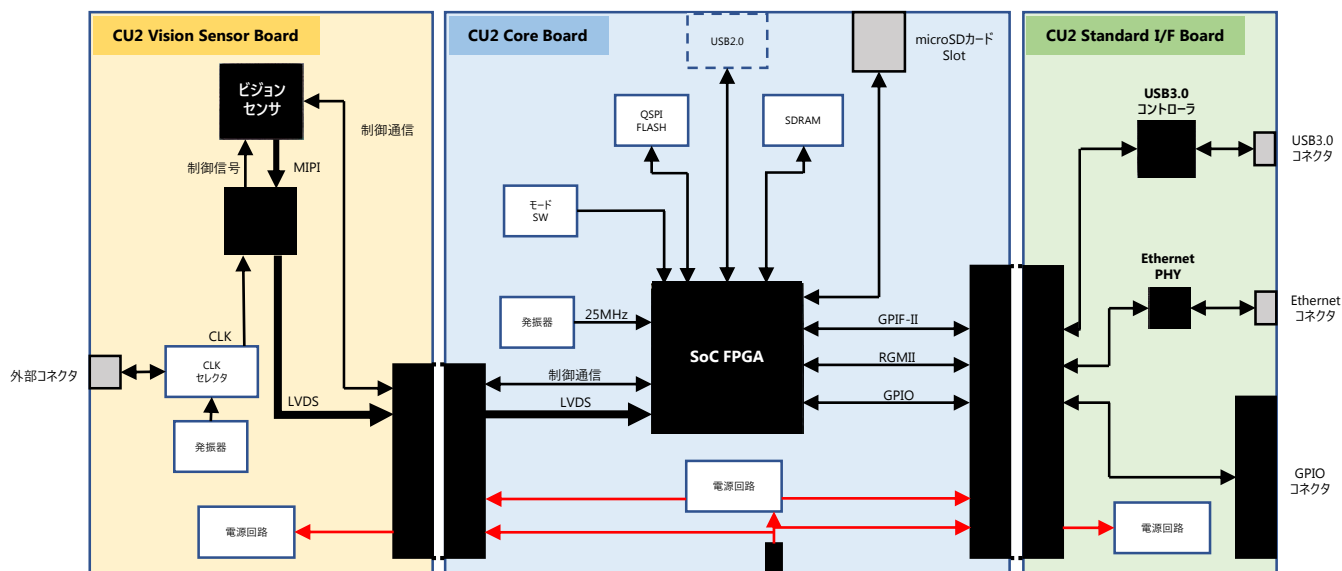 CU2 Vision Sensor Board
ビジョン
センサ
制御通信
制御信号
MIPI
CLK
外部コネクタ
CLK
セレクタ
LVDS
発振器
電源回路
CU2 Core Board
USB2.0
microSDカード
Slot
QSPI
FLASH
SDRAM
モード
SW
発振器
25MHz
SoC FPGA
GPIF-II
RGMII
GPIO
制御通信
LVDS
電源回路
CU2 Standard I/F Board
USB3.0
コントローラ
USB3.0
コネクタ
Ethernet
PHY
Ethernet
コネクタ
GPIO
コネクタ
電源回路